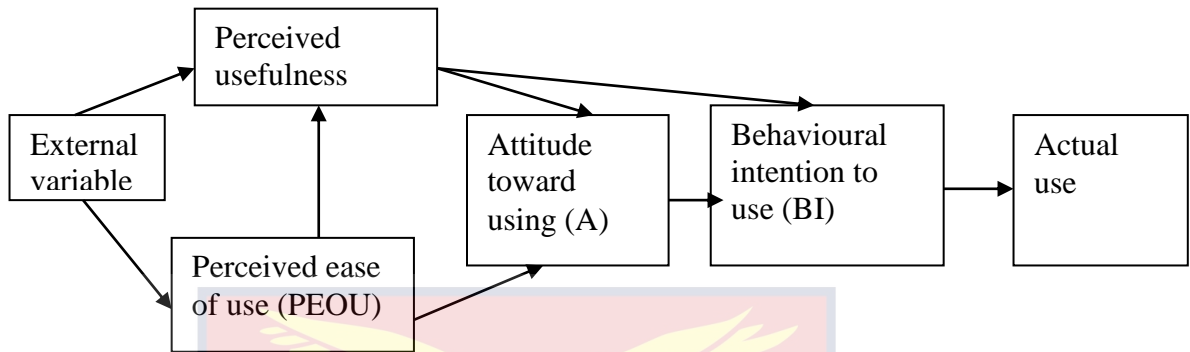 Perceived
usefulness
External
variable
Attitude
toward
using (A)
Behavioural
intention to
use (BI)
Actual
use
Perceived ease
of use (PEOU)